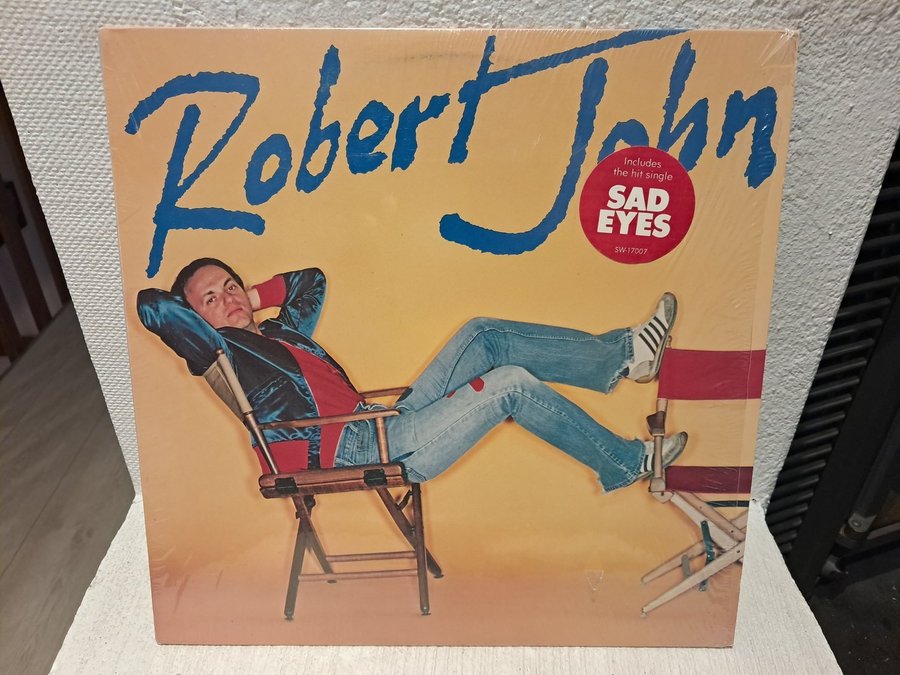 Robert John
Includes
the hit single
SAD
EYES
SW-17007